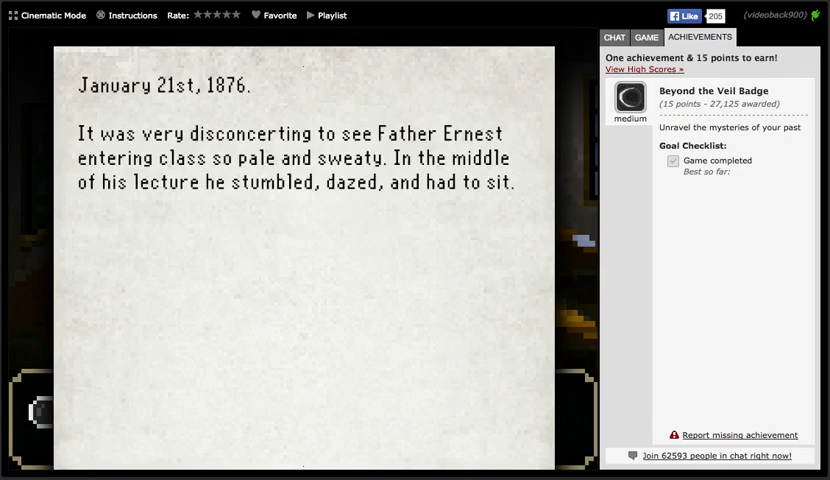 Cinematic Mode Instructions Rate: Favorite Playlist Like 205 (videoback900)
CHAT GAME ACHIEVEMENTS
One achievement & 15 points to earn!
View High Scores »
Beyond the Veil Badge
(15 points - 27,125 awarded)
medium
Unravel the mysteries of your past
Goal Checklist:
Game completed
Best so far:
Report missing achievement
Join 62593 people in chat right now!
January 21st, 1876.
It was very disconcerting to see Father Ernest
entering class so pale and sweaty. In the middle
of his lecture he stumbled, dazed, and had to sit.